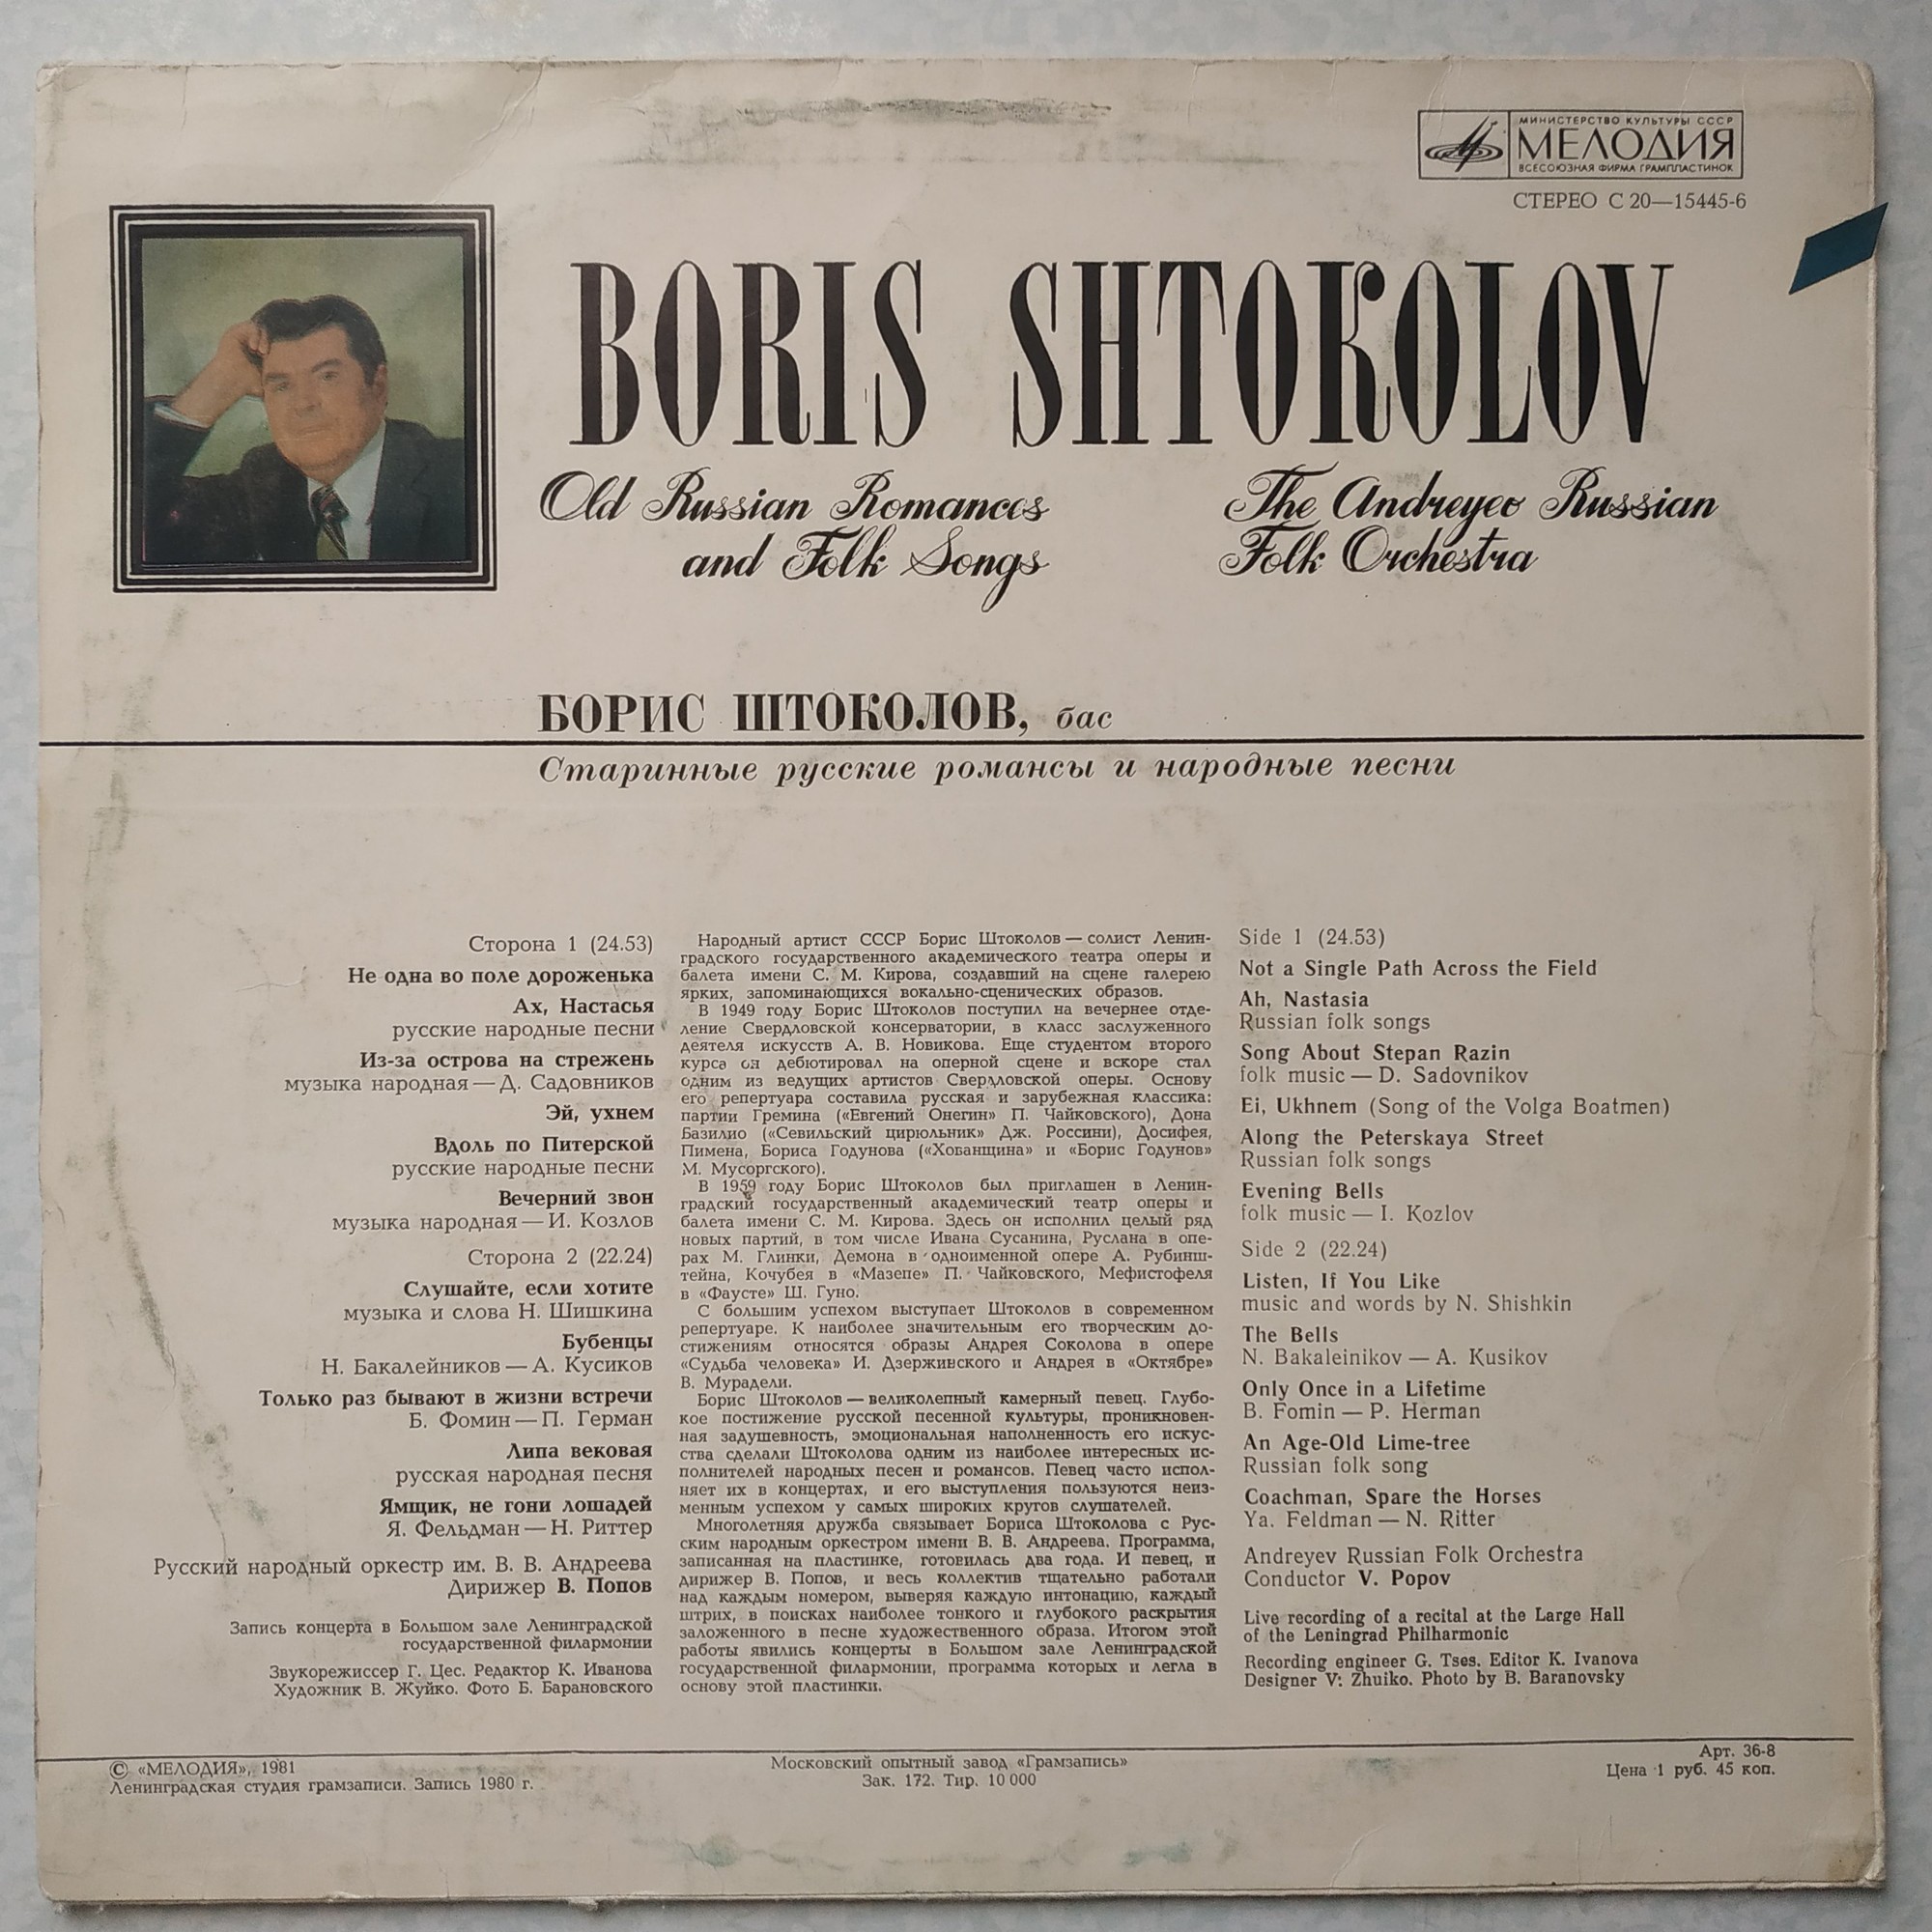 МИНИСТЕРСТВО КУЛЬТУРЫ СССР
МЕЛОДИЯ
ВСЕСОЮЗНАЯ ФИРМА ГРАМПЛАСТИНОК
СТЕРЕО С 20—15445-6
BORIS SHTOKOLOV
Old Russian Romances
and Folk Songs
The Andreyev Russian
Folk Orchestra
БОРИС ШТОКОЛОВ, бас
Старинные русские романсы и народные песни
Сторона 1 (24.53)
Не одна во поле дороженька
Ах, Настасья
русские народные песни
Из-за острова на стрежень
музыка народная — Д. Садовников
Эй, ухнем
Вдоль по Питерской
русские народные песни
Вечерний звон
музыка народная — И. Козлов
Сторона 2 (22.24)
Слушайте, если хотите
музыка и слова Н. Шишкина
Бубенцы
Н. Бакалейников — А. Кусиков
Только раз бывают в жизни встречи
Б. Фомин — П. Герман
Липа вековая
русская народная песня
Ямщик, не гони лошадей
Я. Фельдман — Н. Риттер
Русский народный оркестр им. В. В. Андреева
Дирижер В. Попов
Запись концерта в Большом зале Ленинградской
государственной филармонии
Звукорежиссер Г. Цес. Редактор К. Иванова
Художник В. Жуйко. Фото Б. Барановского
Народный артист СССР Борис Штоколов — солист Ленин-
градского государственного академического театра оперы и
балета имени С. М. Кирова, создавший на сцене галерею
ярких, запоминающихся вокально-сценических образов.
В 1949 году Борис Штоколов поступил на вечернее отде-
ление Свердловской консерватории, в класс заслуженного
деятеля искусств А. В. Новикова. Еще студентом второго
курса он дебютировал на оперной сцене и вскоре стал
одним из ведущих артистов Свердловской оперы. Основу
его репертуара составила русская и зарубежная классика:
партии Гремина («Евгений Онегин» П. Чайковского), Дона
Базилио («Севильский цирюльник» Дж. Россини), Досифея,
Пимена, Бориса Годунова («Хованщина» и «Борис Годунов»
М. Мусоргского).
В 1959 году Борис Штоколов был приглашен в Ленин-
градский государственный академический театр оперы и
балета имени С. М. Кирова. Здесь он исполнил целый ряд
новых партий, в том числе Ивана Сусанина, Руслана в опе-
рах М. Глинки, Демона в одноименной опере А. Рубинш-
тейна, Кочубея в «Мазепе» П. Чайковского, Мефистофеля
в «Фаусте» Ш. Гуно.
С большим успехом выступает Штоколов в современном
репертуаре. К наиболее значительным его творческим до-
стижениям относятся образы Андрея Соколова в опере
«Судьба человека» И. Дзержинского и Андрея в «Октябре»
В. Мурадели.
Борис Штоколов — великолепный камерный певец. Глубо-
кое постижение русской песенной культуры, проникновен-
ная задушевность, эмоциональная наполненность его искус-
ства сделали Штоколова одним из наиболее интересных ис-
полнителей народных песен и романсов. Певец часто испол-
няет их в концертах, и его выступления пользуются неиз-
менным успехом у самых широких кругов слушателей.
Многолетняя дружба связывает Бориса Штоколова с Рус-
ским народным оркестром имени В. В. Андреева. Программа,
записанная на пластинке, готовилась два года. И певец, и
дирижер В. Попов, и весь коллектив тщательно работали
над каждым номером, выверяя каждую интонацию, каждый
штрих, в поисках наиболее тонкого и глубокого раскрытия
заложенного в песне художественного образа. Итогом этой
работы явились концерты в Большом зале Ленинградской
государственной филармонии, программа которых и легла в
основу этой пластинки.
Side 1 (24.53)
Not a Single Path Across the Field
Ah, Nastasia
Russian folk songs
Song About Stepan Razin
folk music — D. Sadovnikov
Ei, Ukhnem (Song of the Volga Boatmen)
Along the Peterskaya Street
Russian folk songs
Evening Bells
folk music — I. Kozlov
Side 2 (22.24)
Listen, If You Like
music and words by N. Shishkin
The Bells
N. Bakaleinikov — A. Kusikov
Only Once in a Lifetime
B. Fomin — P. Herman
An Age-Old Lime-tree
Russian folk song
Coachman, Spare the Horses
Ya. Feldman — N. Ritter
Andreyev Russian Folk Orchestra
Conductor V. Popov
Live recording of a recital at the Large Hall
of the Leningrad Philharmonic
Recording engineer G. Tses. Editor K. Ivanova
Designer V. Zhuiko. Photo by B. Baranovsky
© «МЕЛОДИЯ», 1981
Ленинградская студия грамзаписи. Запись 1980 г.
Московский опытный завод «Грамзапись»
Зак. 172. Тир. 10 000
Арт. 36-8
Цена 1 руб. 45 коп.